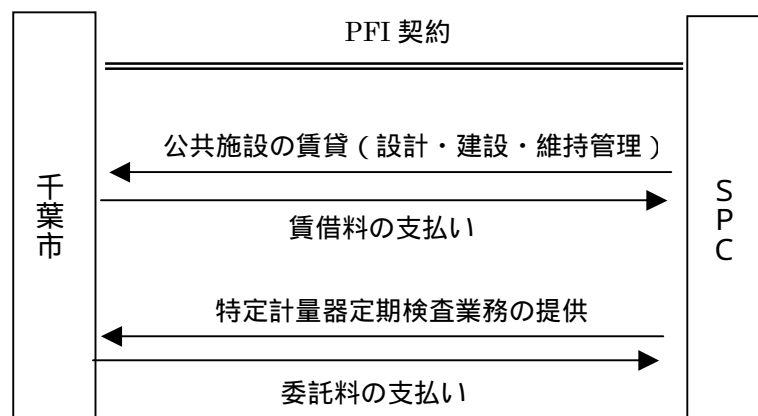 PFI 契約
公共施設の賃貸（設計・建設・維持管理）
千葉市
賃借料の支払い
SPC
特定計量器定期検査業務の提供
委託料の支払い